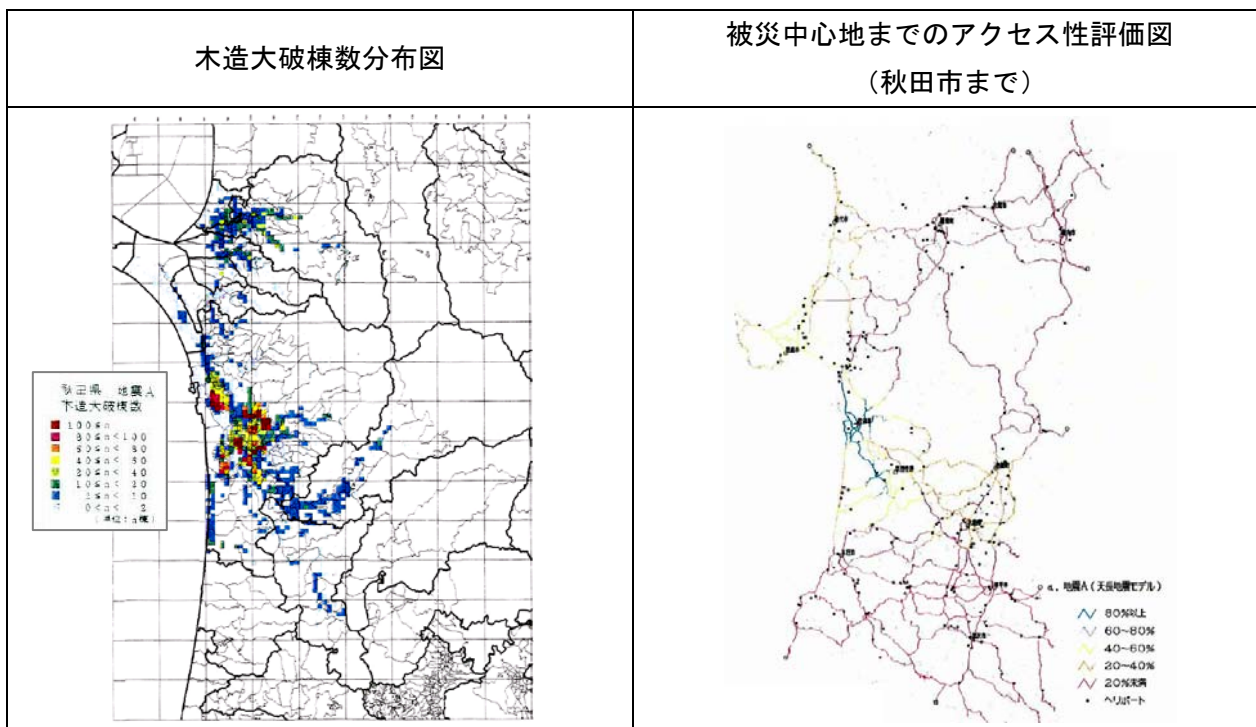 木造大破棟数分布図
被災中心地までのアクセス性評価図
（秋田市まで）
秋田県 地震A
木造大破棟数
100≦n
80≦n<100
60≦n< 80
40≦n< 60
20≦n< 40
10≦n< 20
2≦n< 10
0<n< 2
（単位:n棟）
a. 地震A（天長地震モデル）
80%以上
60～80%
40～60%
20～40%
20%未満
ヘリポート